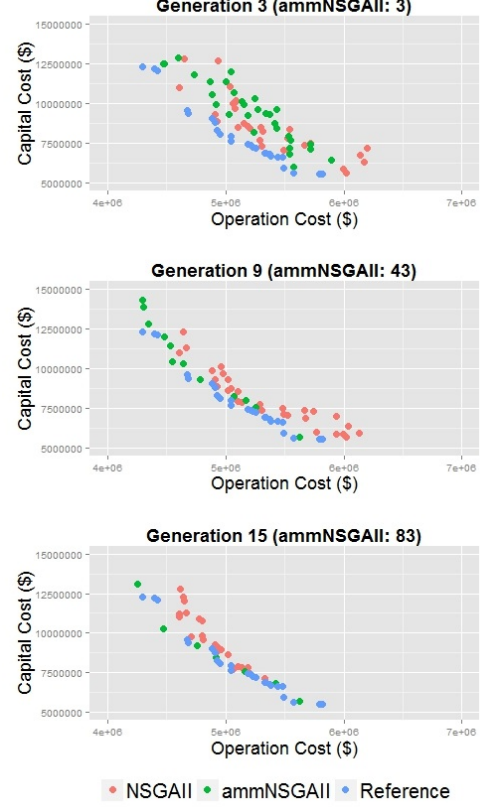 Generation 3 (ammNSGAII: 3)
Capital Cost ($)
15000000
12500000
10000000
7500000
5000000
4e+06 5e+06 6e+06 7e+06
Operation Cost ($)
Generation 9 (ammNSGAII: 43)
Capital Cost ($)
15000000
12500000
10000000
7500000
5000000
4e+06 5e+06 6e+06 7e+06
Operation Cost ($)
Generation 15 (ammNSGAII: 83)
Capital Cost ($)
15000000
12500000
10000000
7500000
5000000
4e+06 5e+06 6e+06 7e+06
Operation Cost ($)
NSGAII ammNSGAII Reference